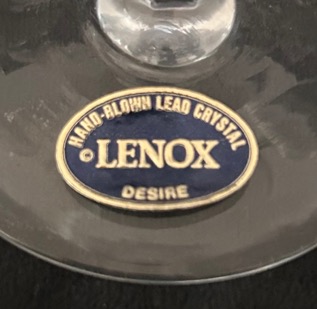 HAND-BLOWN LEAD CRYSTAL
© LENOX
DESIRE